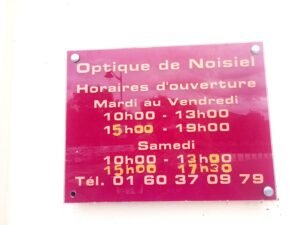 Optique de Noisiel
Horaires d'ouverture
Mardi au Vendredi
10h00 - 13h00
15h00 - 19h00
Samedi
10h00 - 13h00
15h00 17h30
Tél. 01 60 37 09 79